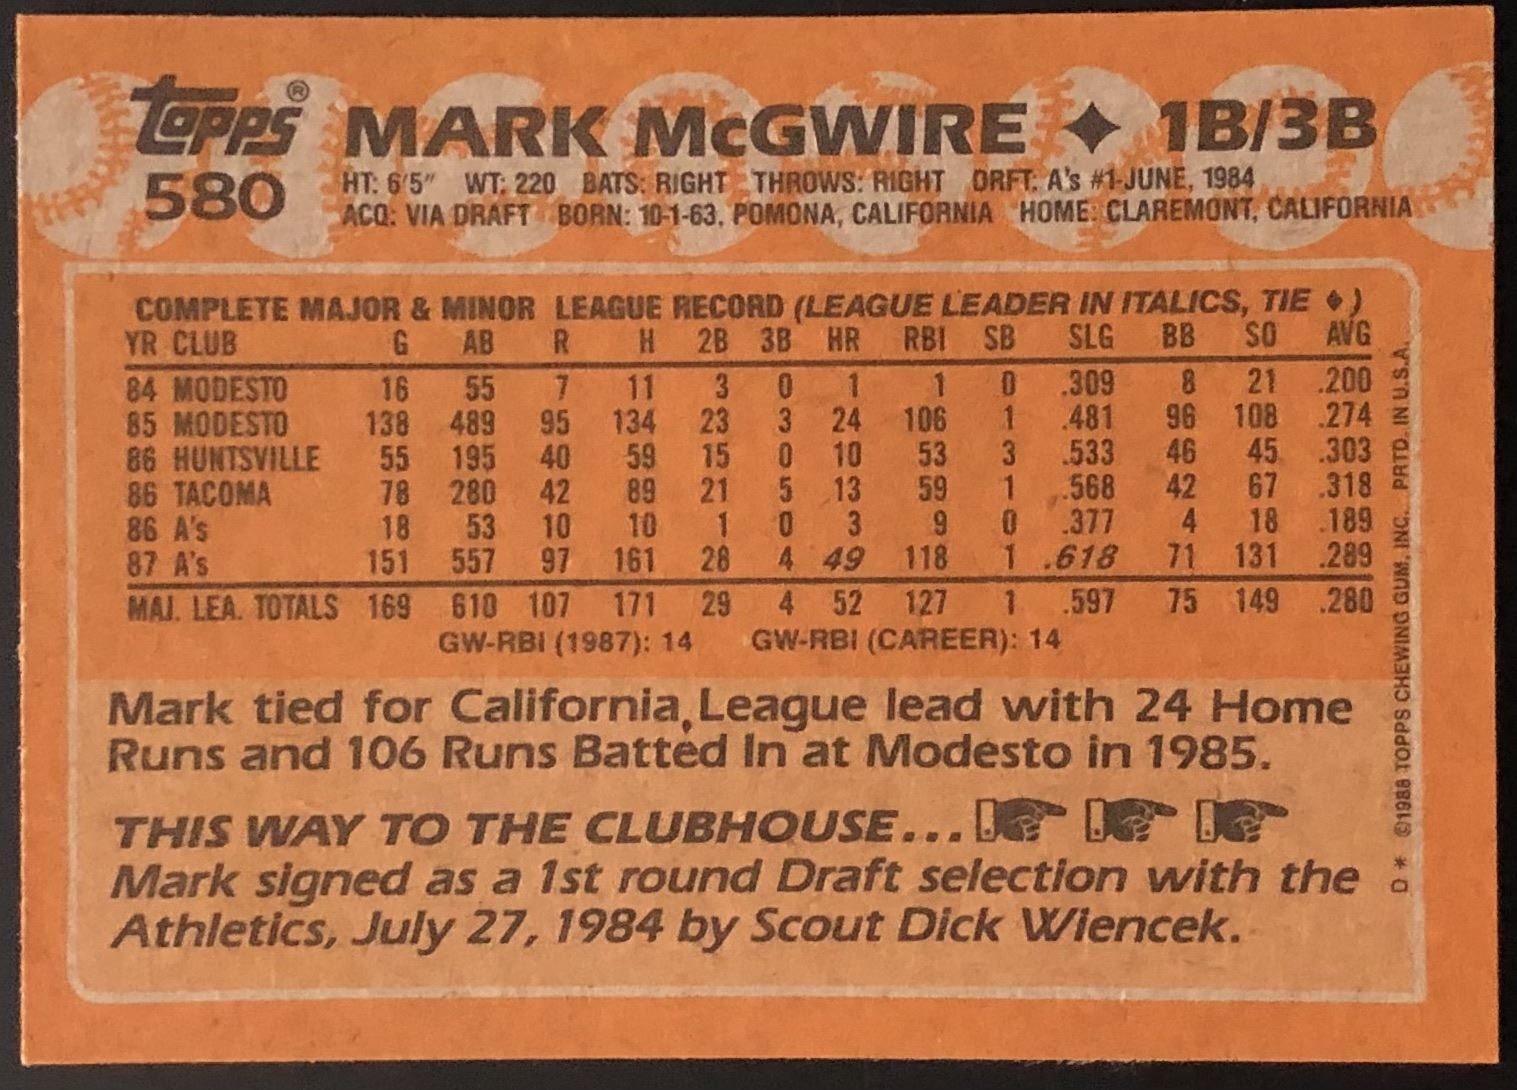 topps® MARK McGWIRE ✦ 1B/3B
580 HT: 6'5" WT: 220 BATS: RIGHT THROWS: RIGHT DRFT: A's #1-JUNE, 1984
ACQ: VIA DRAFT BORN: 10-1-63, POMONA, CALIFORNIA HOME: CLAREMONT, CALIFORNIA
COMPLETE MAJOR & MINOR LEAGUE RECORD (LEAGUE LEADER IN ITALICS, TIE ♦)
YR CLUB G AB R H 2B 3B HR RBI SB SLG BB SO AVG
84 MODESTO 16 55 7 11 3 0 1 1 0 .309 8 21 .200
85 MODESTO 138 489 95 134 23 3 24 106 1 .481 96 108 .274
86 HUNTSVILLE 55 195 40 59 15 0 10 53 3 .533 46 45 .303
86 TACOMA 78 280 42 89 21 5 13 59 1 .568 42 67 .318
86 A's 18 53 10 10 1 0 3 9 0 .377 4 18 .189
87 A's 151 557 97 161 28 4 49 118 1 .618 71 131 .289
MAJ. LEA. TOTALS 169 610 107 171 29 4 52 127 1 .597 75 149 .280
GW-RBI (1987): 14 GW-RBI (CAREER): 14
Mark tied for California League lead with 24 Home
Runs and 106 Runs Batted In at Modesto in 1985.
THIS WAY TO THE CLUBHOUSE...
Mark signed as a 1st round Draft selection with the
Athletics, July 27, 1984 by Scout Dick Wiencek.
D* ©1988 TOPPS CHEWING GUM, INC. PRTD. IN U.S.A.